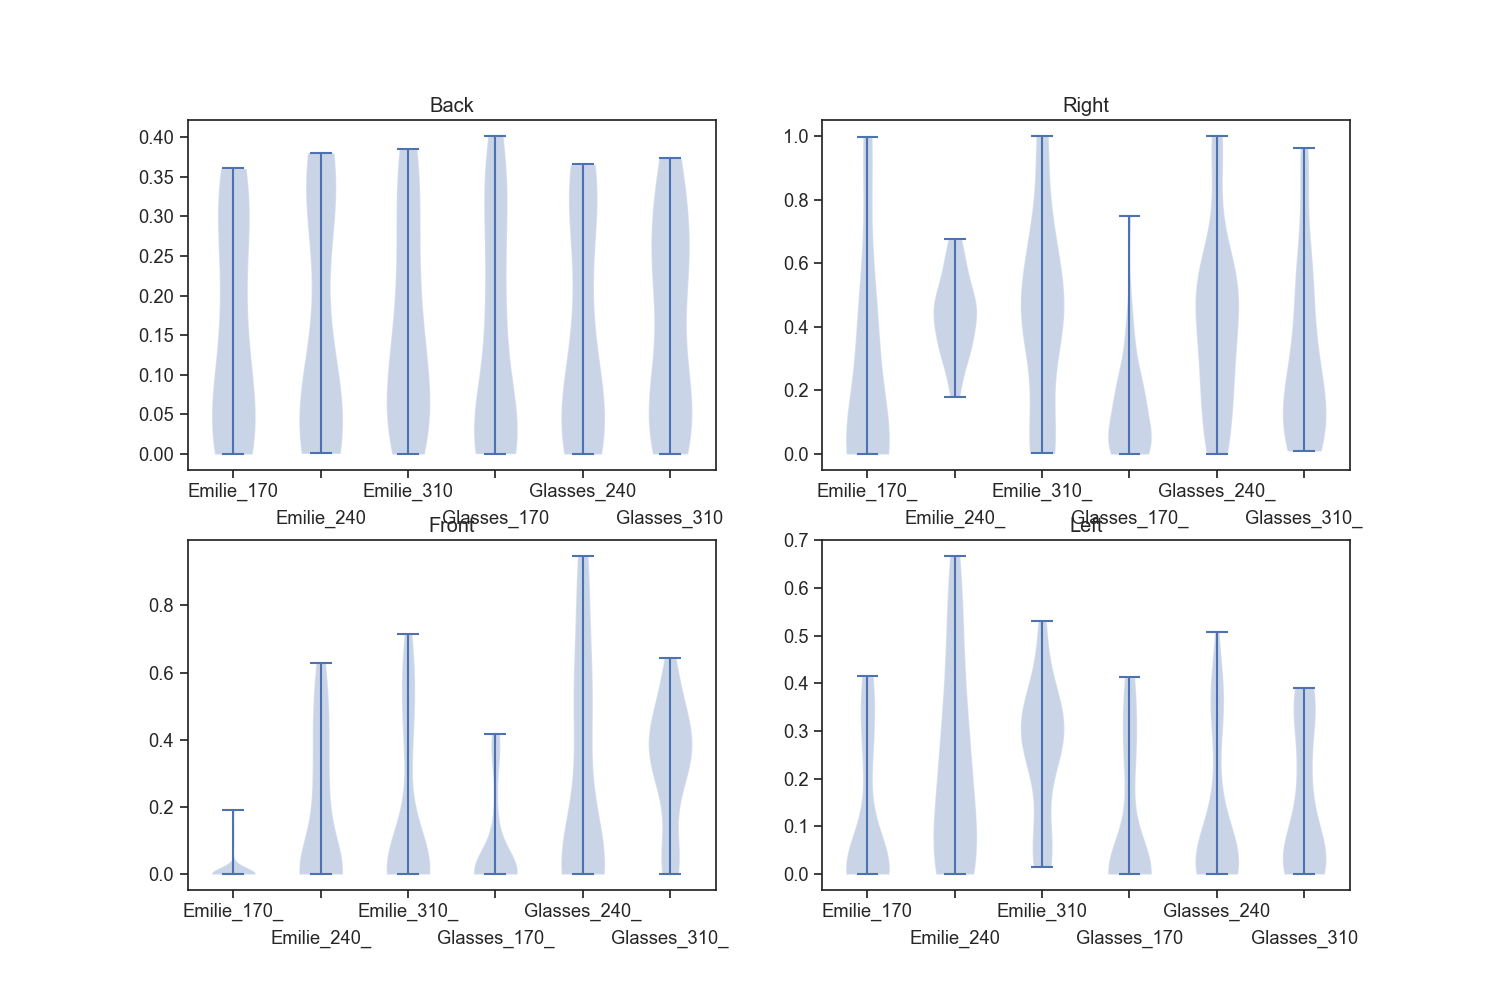 Back
0.40
0.35
0.30
0.25
0.20
0.15
0.10
0.05
0.00
Emilie_170 Emilie_310 Glasses_240
Emilie_240 Glasses_170 Glasses_310
Right
1.0
0.8
0.6
0.4
0.2
0.0
Emilie_170_ Emilie_310_ Glasses_240_
Emilie_240_ Glasses_170_ Glasses_310_
Front
0.8
0.6
0.4
0.2
0.0
Emilie_170_ Emilie_310_ Glasses_240_
Emilie_240_ Glasses_170_ Glasses_310_
Left
0.7
0.6
0.5
0.4
0.3
0.2
0.1
0.0
Emilie_170 Emilie_310 Glasses_240
Emilie_240 Glasses_170 Glasses_310